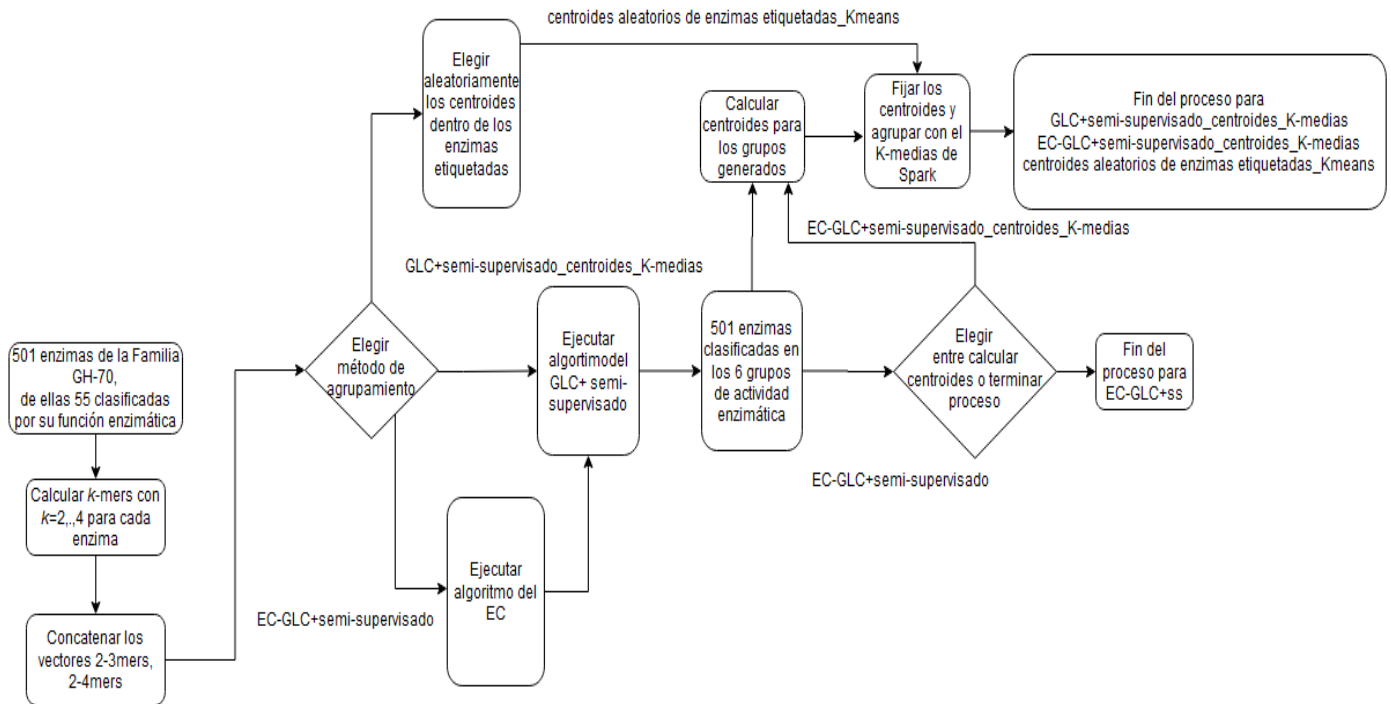 centroides aleatorios de enzimas etiquetadas_Kmeans
Elegir
aleatoriamente
los centroides
dentro de los
enzimas
etiquetadas
Calcular
centroides para
los grupos
generados
Fijar los
centroides y
agrupar con el
K-medias de
Spark
Fin del proceso para
GLC+semi-supervisado_centroides_K-medias
EC-GLC+semi-supervisado_centroides_K-medias
centroides aleatorios de enzimas etiquetadas_Kmeans
EC-GLC+semi-supervisado_centroides_K-medias
GLC+semi-supervisado_centroides_K-medias
501 enzimas de la Familia
GH-70,
de ellas 55 clasificadas
por su función enzimática
Elegir
método de
agrupamiento
Ejecutar
algortimodel
GLC+ semi-
supervisado
501 enzimas
clasificadas en
los 6 grupos
de actividad
enzimática
Elegir
entre calcular
centroides o terminar
proceso
Fin del
proceso para
EC-GLC+ss
EC-GLC+semi-supervisado
Calcular k-mers con
k=2,.,4 para cada
enzima
Ejecutar
algoritmo del
EC
EC-GLC+semi-supervisado
Concatenar los
vectores 2-3mers,
2-4mers